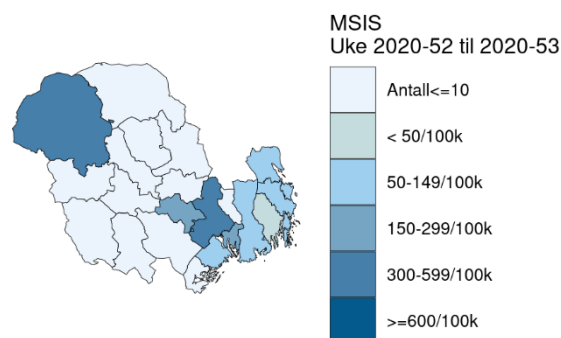 MSIS
Uke 2020-52 til 2020-53
Antall<=10
< 50/100k
50-149/100k
150-299/100k
300-599/100k
>=600/100k